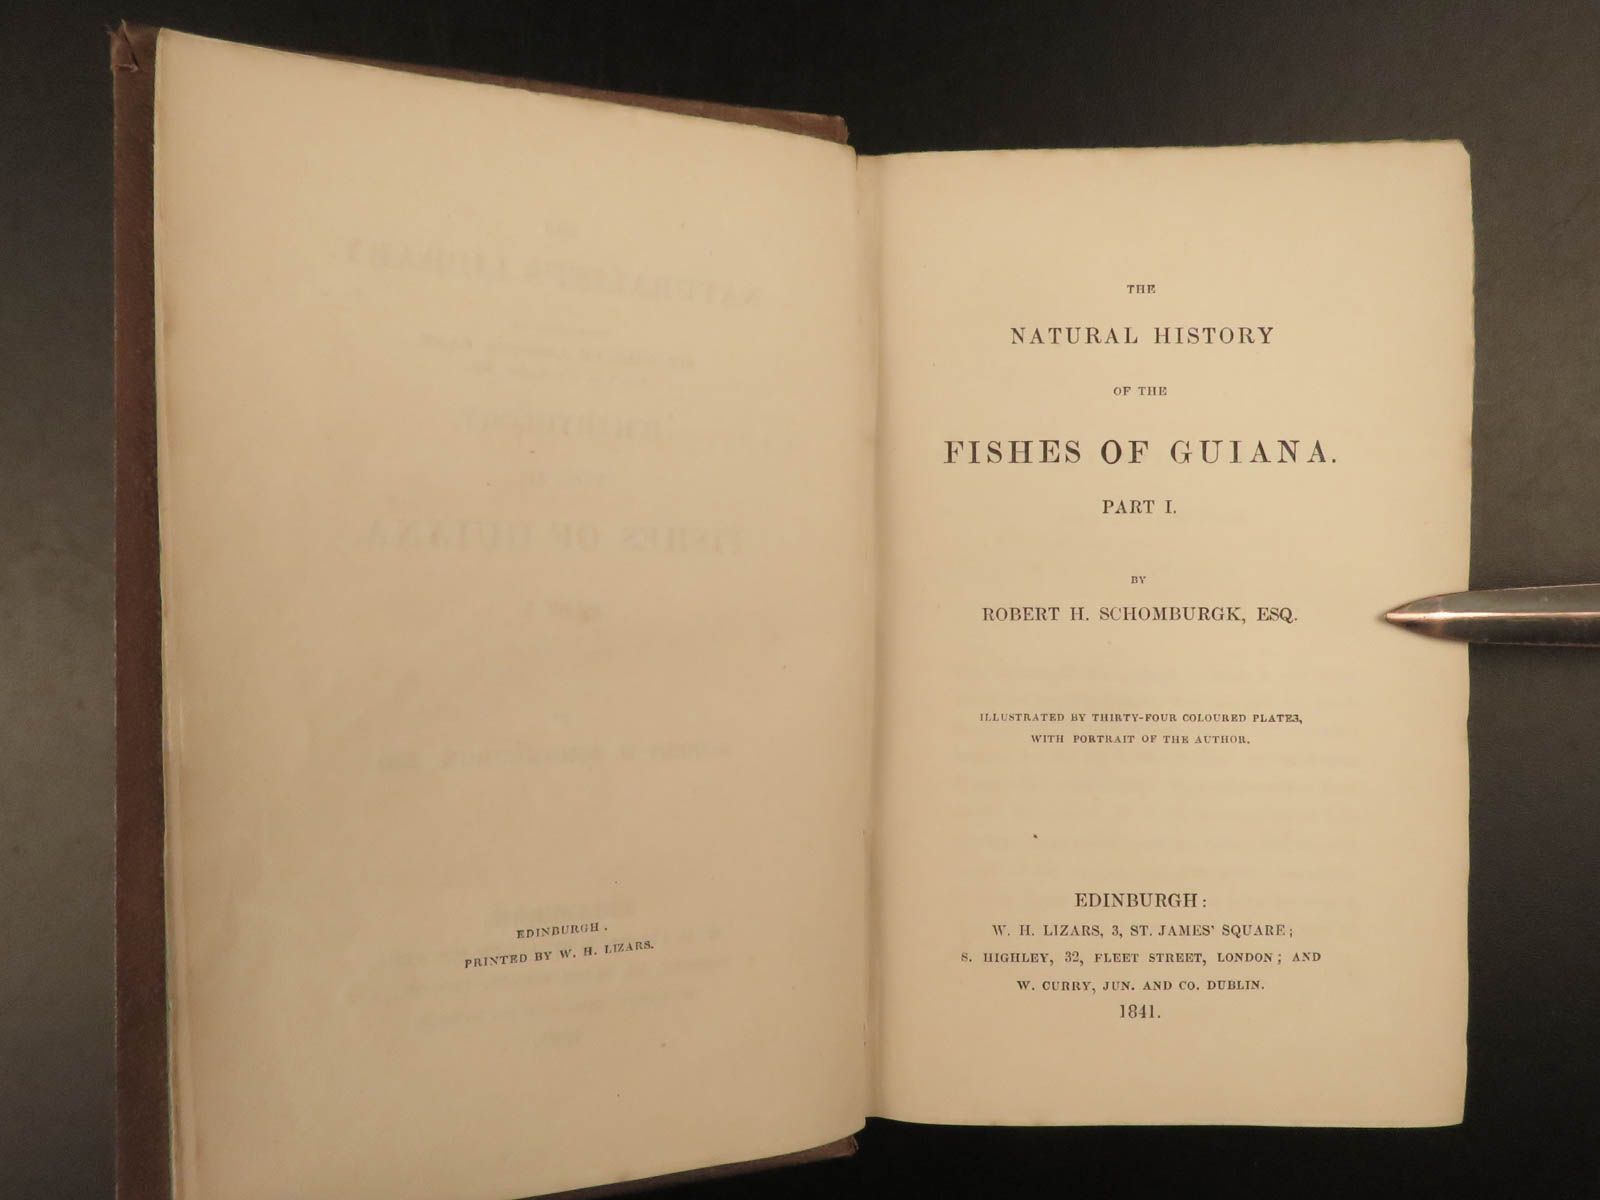 EDINBURGH.
PRINTED BY W. H. LIZARS.
THE
NATURAL HISTORY
OF THE
FISHES OF GUIANA.
PART I.
BY
ROBERT H. SCHOMBURGK, ESQ.
ILLUSTRATED BY THIRTY-FOUR COLOURED PLATES,
WITH PORTRAIT OF THE AUTHOR.
EDINBURGH:
W. H. LIZARS, 3, ST. JAMES' SQUARE;
S. HIGHLEY, 32, FLEET STREET, LONDON; AND
W. CURRY, JUN. AND CO. DUBLIN.
1841.